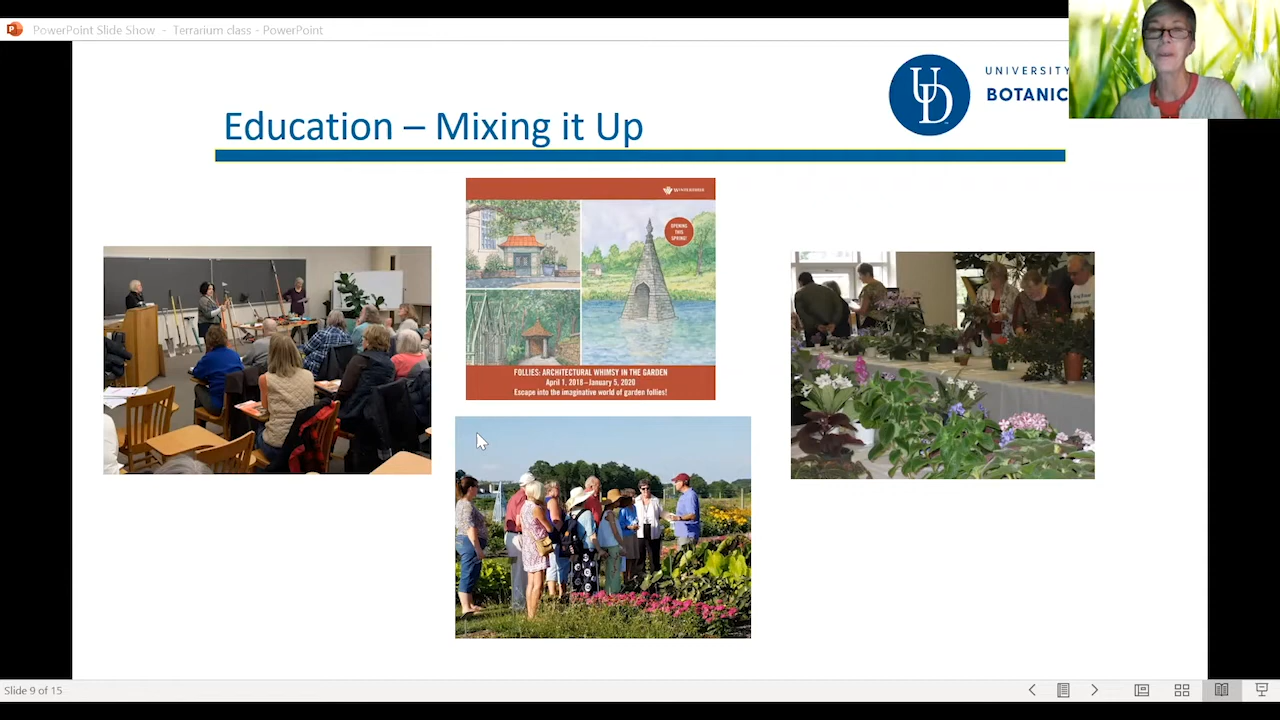 PowerPoint Slide Show - Terrarium class - PowerPoint
UD
UNIVERSITY
BOTANIC
Education – Mixing it Up
WINTERTHUR
OPENING
THIS
SPRING!
FOLLIES: ARCHITECTURAL WHIMSY IN THE GARDEN
April 1, 2018–January 5, 2020
Escape into the imaginative world of garden follies!
Slide 9 of 15